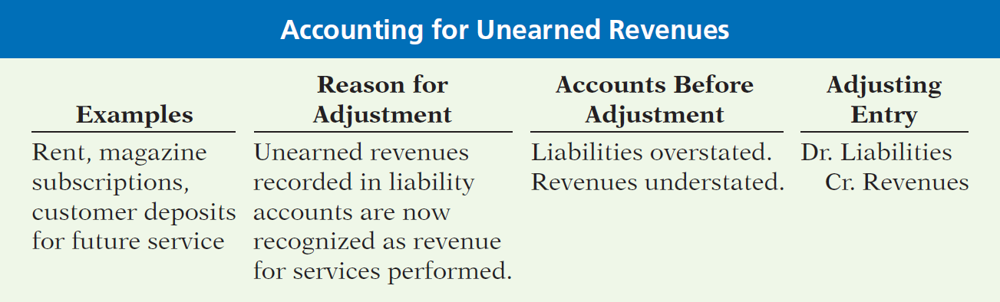 Accounting for Unearned Revenues
Examples
Reason for
Adjustment
Accounts Before
Adjustment
Adjusting
Entry
Rent, magazine
subscriptions,
customer deposits
for future service
Unearned revenues
recorded in liability
accounts are now
recognized as revenue
for services performed.
Liabilities overstated.
Revenues understated.
Dr. Liabilities
Cr. Revenues